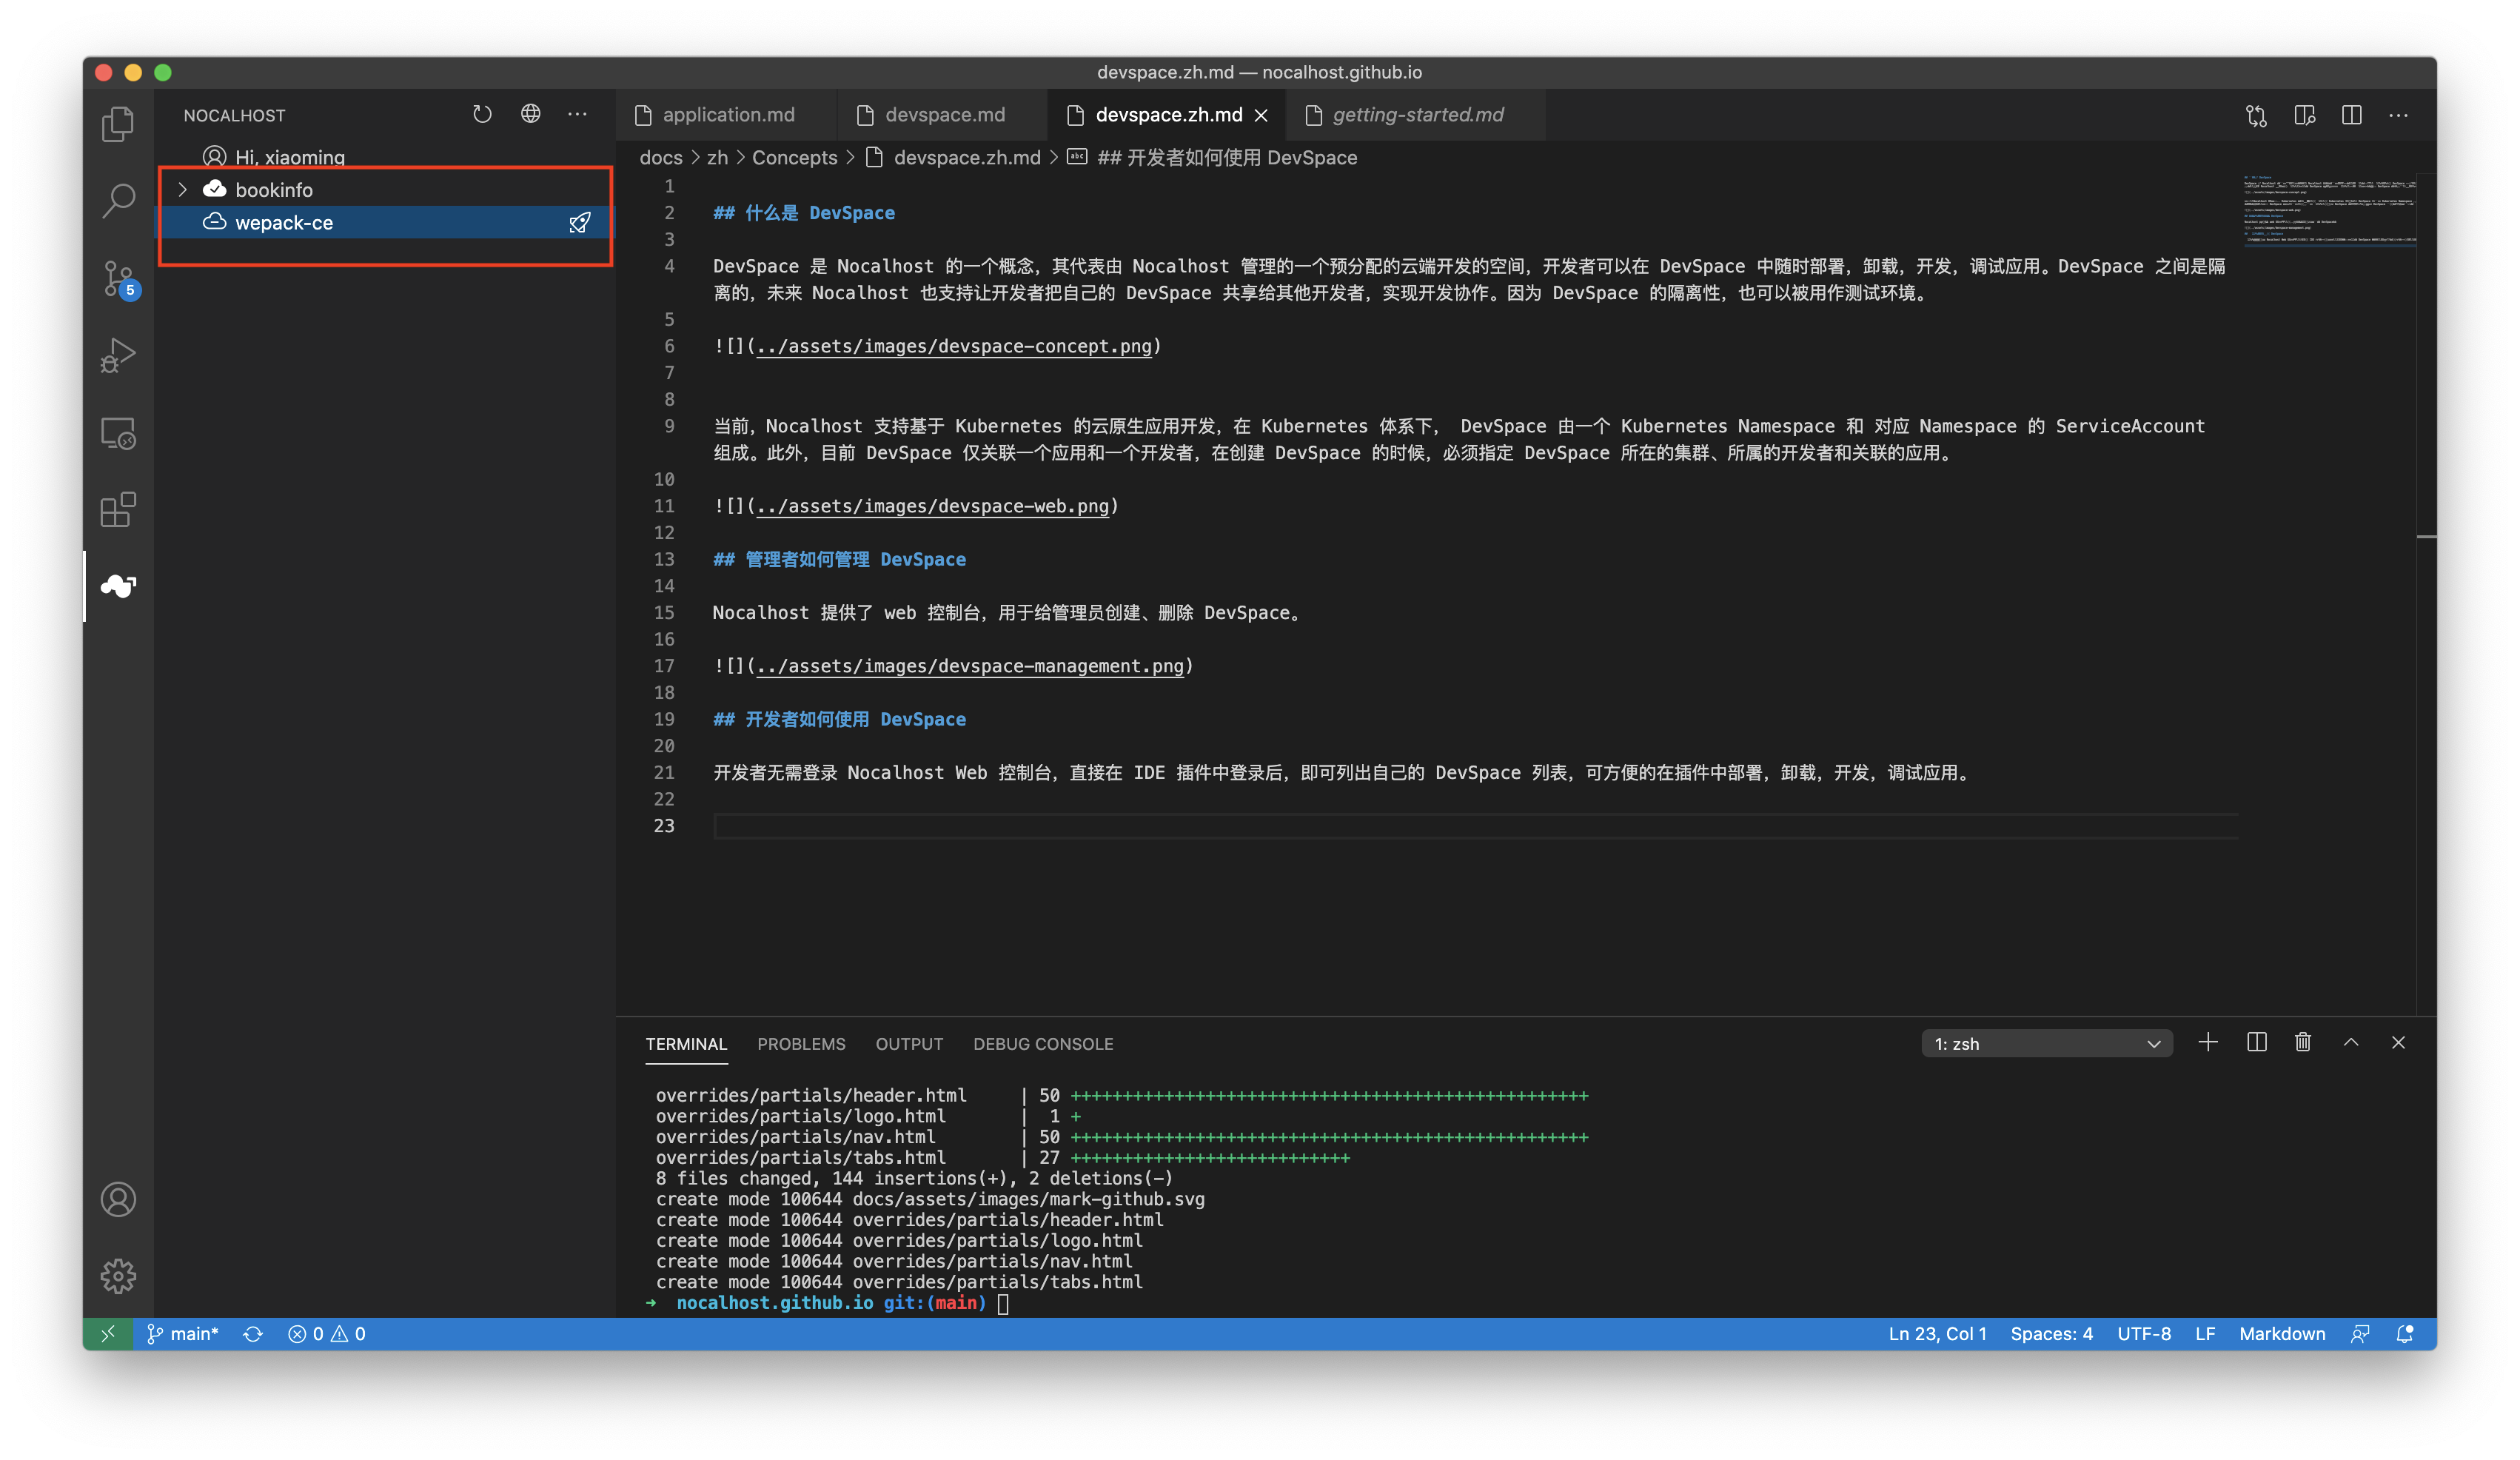 devspace.zh.md — nocalhost.github.io
NOCALHOST
application.md
devspace.md
devspace.zh.md
getting-started.md
Hi, xiaoming
bookinfo
wepack-ce
5
docs > zh > Concepts > devspace.zh.md > ## 开发者如何使用 DevSpace
1
2 ## 什么是 DevSpace
3
4 DevSpace 是 Nocalhost 的一个概念，其代表由 Nocalhost 管理的一个预分配的云端开发的空间，开发者可以在 DevSpace 中随时部署，卸载，开发，调试应用。DevSpace 之间是隔
离的，未来 Nocalhost 也支持让开发者把自己的 DevSpace 共享给其他开发者，实现开发协作。因为 DevSpace 的隔离性，也可以被用作测试环境。
5
6 ![](../assets/images/devspace-concept.png)
7
8
9 当前，Nocalhost 支持基于 Kubernetes 的云原生应用开发，在 Kubernetes 体系下， DevSpace 由一个 Kubernetes Namespace 和 对应 Namespace 的 ServiceAccount
组成。此外，目前 DevSpace 仅关联一个应用和一个开发者，在创建 DevSpace 的时候，必须指定 DevSpace 所在的集群、所属的开发者和关联的应用。
10
11 ![](../assets/images/devspace-web.png)
12
13 ## 管理者如何管理 DevSpace
14
15 Nocalhost 提供了 web 控制台，用于给管理员创建、删除 DevSpace。
16
17 ![](../assets/images/devspace-management.png)
18
19 ## 开发者如何使用 DevSpace
20
21 开发者无需登录 Nocalhost Web 控制台，直接在 IDE 插件中登录后，即可列出自己的 DevSpace 列表，可方便的在插件中部署，卸载，开发，调试应用。
22
23
TERMINAL PROBLEMS OUTPUT DEBUG CONSOLE 1: zsh
overrides/partials/header.html | 50 ++++++++++++++++++++++++++++++++++++++++++++++++++
overrides/partials/logo.html | 1 +
overrides/partials/nav.html | 50 ++++++++++++++++++++++++++++++++++++++++++++++++++
overrides/partials/tabs.html | 27 +++++++++++++++++++++++++++
8 files changed, 144 insertions(+), 2 deletions(-)
create mode 100644 docs/assets/images/mark-github.svg
create mode 100644 overrides/partials/header.html
create mode 100644 overrides/partials/logo.html
create mode 100644 overrides/partials/nav.html
create mode 100644 overrides/partials/tabs.html
→ nocalhost.github.io git:(main)
main* 0 0 Ln 23, Col 1 Spaces: 4 UTF-8 LF Markdown